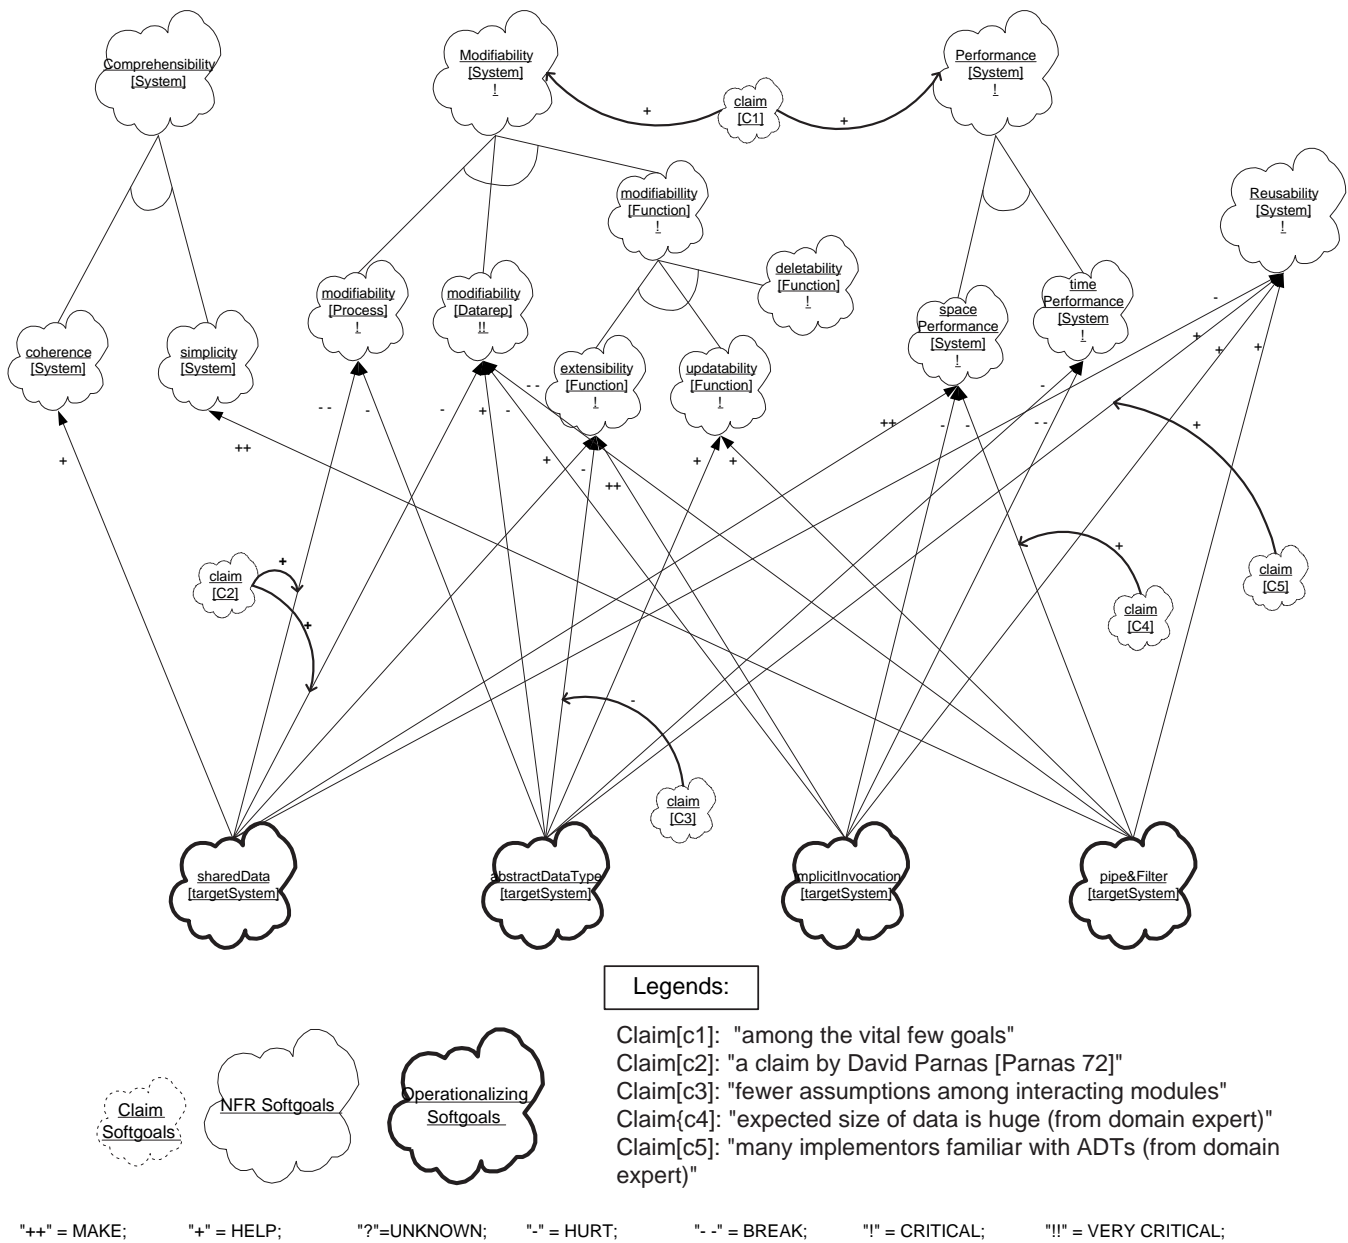 Comprehensibility
[System]
Modifiability
[System]
!
Performance
[System]
!
claim
[C1]
+
+
modifiabillity
[Function]
!
Reusability
[System]
!
modifiability
[Process]
!
modifiability
[Datarep]
!!
deletability
[Function]
!
space
Performance
[System]
!
time
Performance
[System
!
coherence
[System]
simplicity
[System]
extensibility
[Function]
!
updatability
[Function]
!
-
+
+
+
- -
-
-
+
-
- -
++
-
-
-
- -
+
+
++
+
-
++
+
+
claim
[C2]
+
+
+
claim
[C4]
claim
[C5]
-
claim
[C3]
sharedData
[targetSystem]
abstractDataType
[targetSystem]
mplicitInvocation
[targetSystem]
pipe&Filter
[targetSystem]
Legends:
Claim
Softgoals
NFR Softgoals
Operationalizing
Softgoals
Claim[c1]: "among the vital few goals"
Claim[c2]: "a claim by David Parnas [Parnas 72]"
Claim[c3]: "fewer assumptions among interacting modules"
Claim{c4]: "expected size of data is huge (from domain expert)"
Claim[c5]: "many implementors familiar with ADTs (from domain
expert)"
"++" = MAKE; "+" = HELP; "?"=UNKNOWN; "-" = HURT; "- -" = BREAK; "!" = CRITICAL; "!!" = VERY CRITICAL;